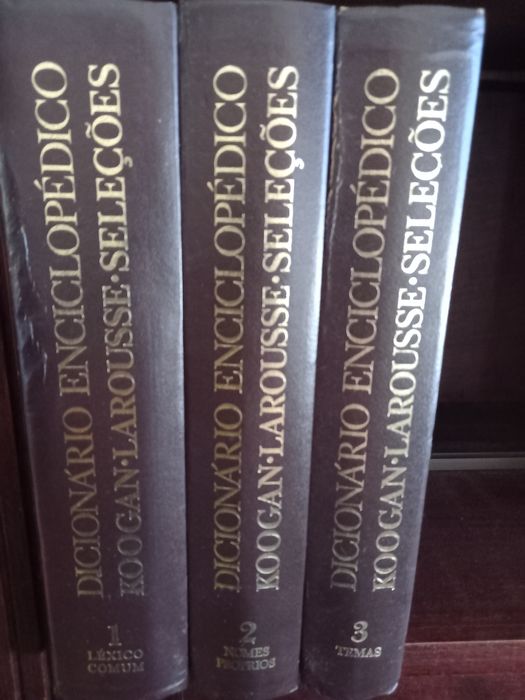 DICIONÁRIO ENCICLOPÉDICO
KOOGAN·LAROUSSE·SELEÇÕES
1
LÉXICO
COMUM
DICIONÁRIO ENCICLOPÉDICO
KOOGAN·LAROUSSE·SELEÇÕES
2
NOMES
PRÓPRIOS
DICIONÁRIO ENCICLOPÉDICO
KOOGAN·LAROUSSE·SELEÇÕES
3
TEMAS